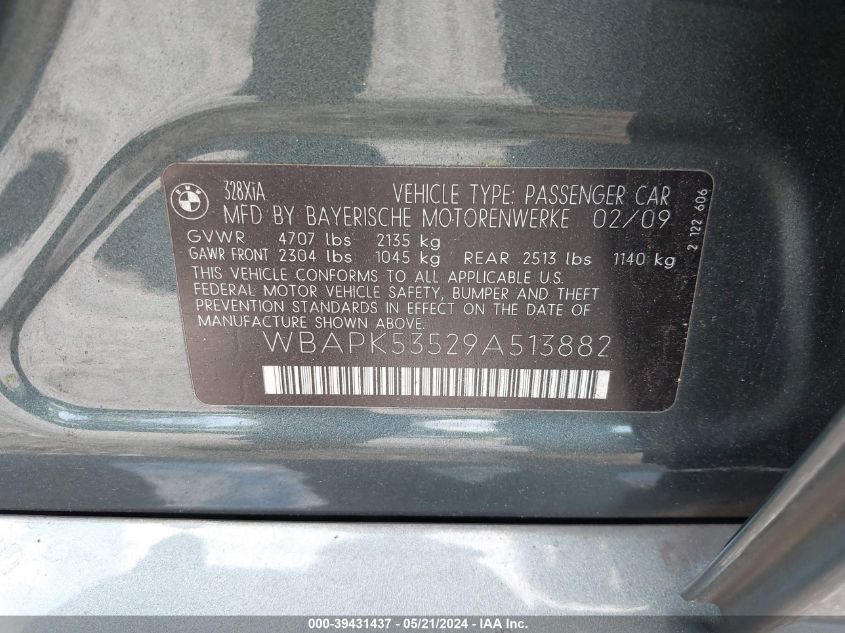 BMW
328XiA VEHICLE TYPE: PASSENGER CAR
MFD BY BAYERISCHE MOTORENWERKE 02/09
GVWR 4707 lbs 2135 kg
GAWR FRONT 2304 lbs 1045 kg REAR 2513 lbs 1140 kg
THIS VEHICLE CONFORMS TO ALL APPLICABLE U.S.
FEDERAL MOTOR VEHICLE SAFETY, BUMPER AND THEFT
PREVENTION STANDARDS IN EFFECT ON THE DATE OF
MANUFACTURE SHOWN ABOVE.
WBAPK53529A513882
2 122 606
000-39431437 - 05/21/2024 - IAA Inc.